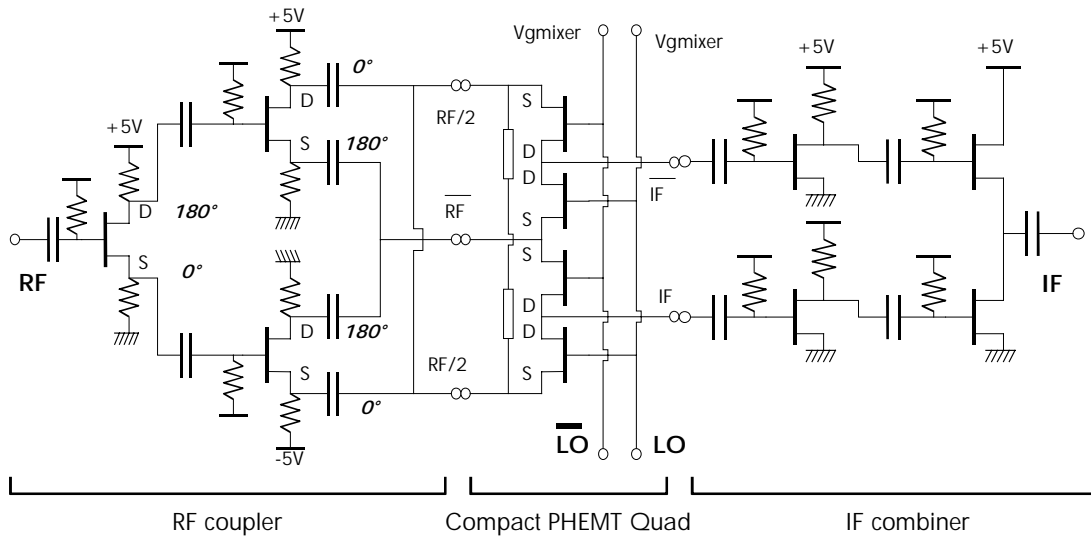 +5V
0°
Vgmixer
Vgmixer
+5V
+5V
D
S
RF/2
+5V
S
180°
D
D
IF
D
180°
RF
S
RF
S
0°
S
IF
IF
D
180°
D
D
S
RF/2
S
0°
-5V
LO
LO
RF coupler
Compact PHEMT Quad
IF combiner